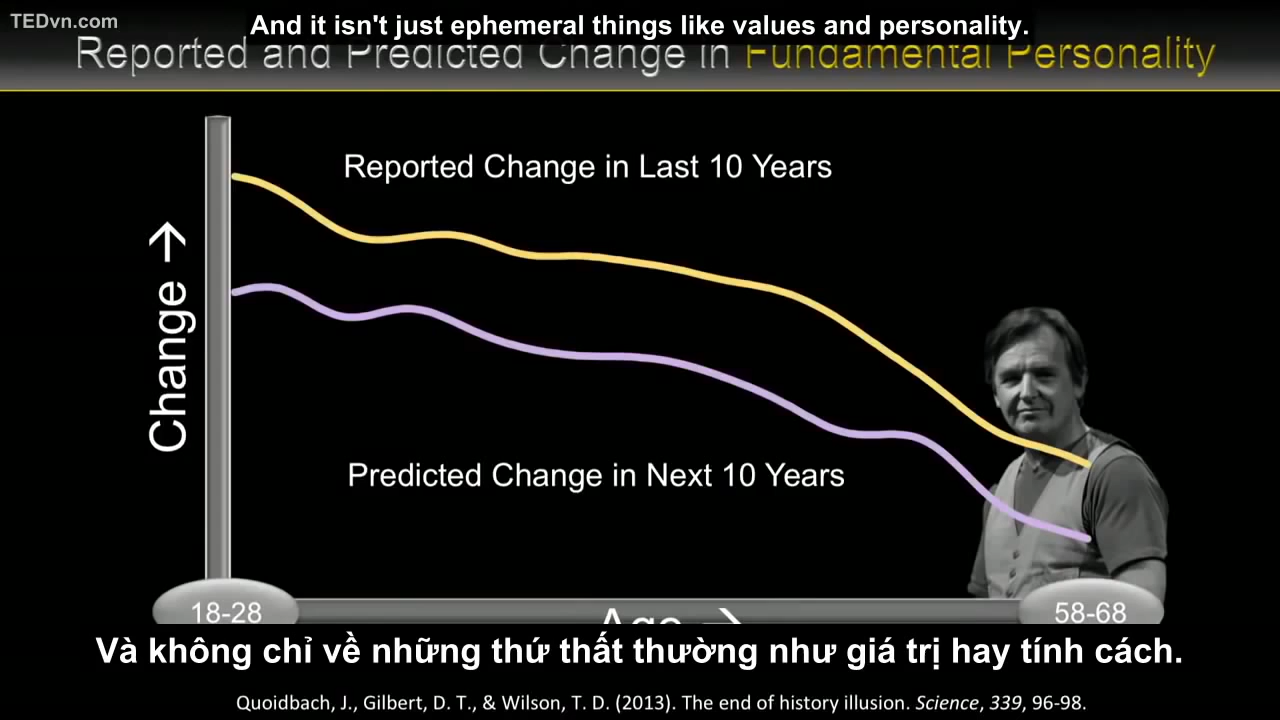 TEDvn.com
And it isn't just ephemeral things like values and personality.
Reported and Predicted Change in Fundamental Personality
Reported Change in Last 10 Years
Change →
Predicted Change in Next 10 Years
18-28
Age →
58-68
Và không chỉ về những thứ thất thường như giá trị hay tính cách.
Quoidbach, J., Gilbert, D. T., & Wilson, T. D. (2013). The end of history illusion. Science, 339, 96-98.